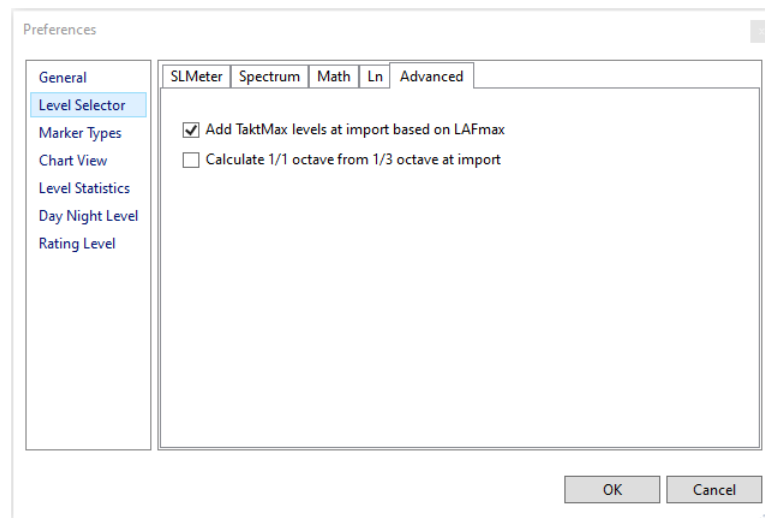 Preferences
General
Level Selector
Marker Types
Chart View
Level Statistics
Day Night Level
Rating Level
SLMeter Spectrum Math Ln Advanced
Add TaktMax levels at import based on LAFmax
Calculate 1/1 octave from 1/3 octave at import
OK Cancel